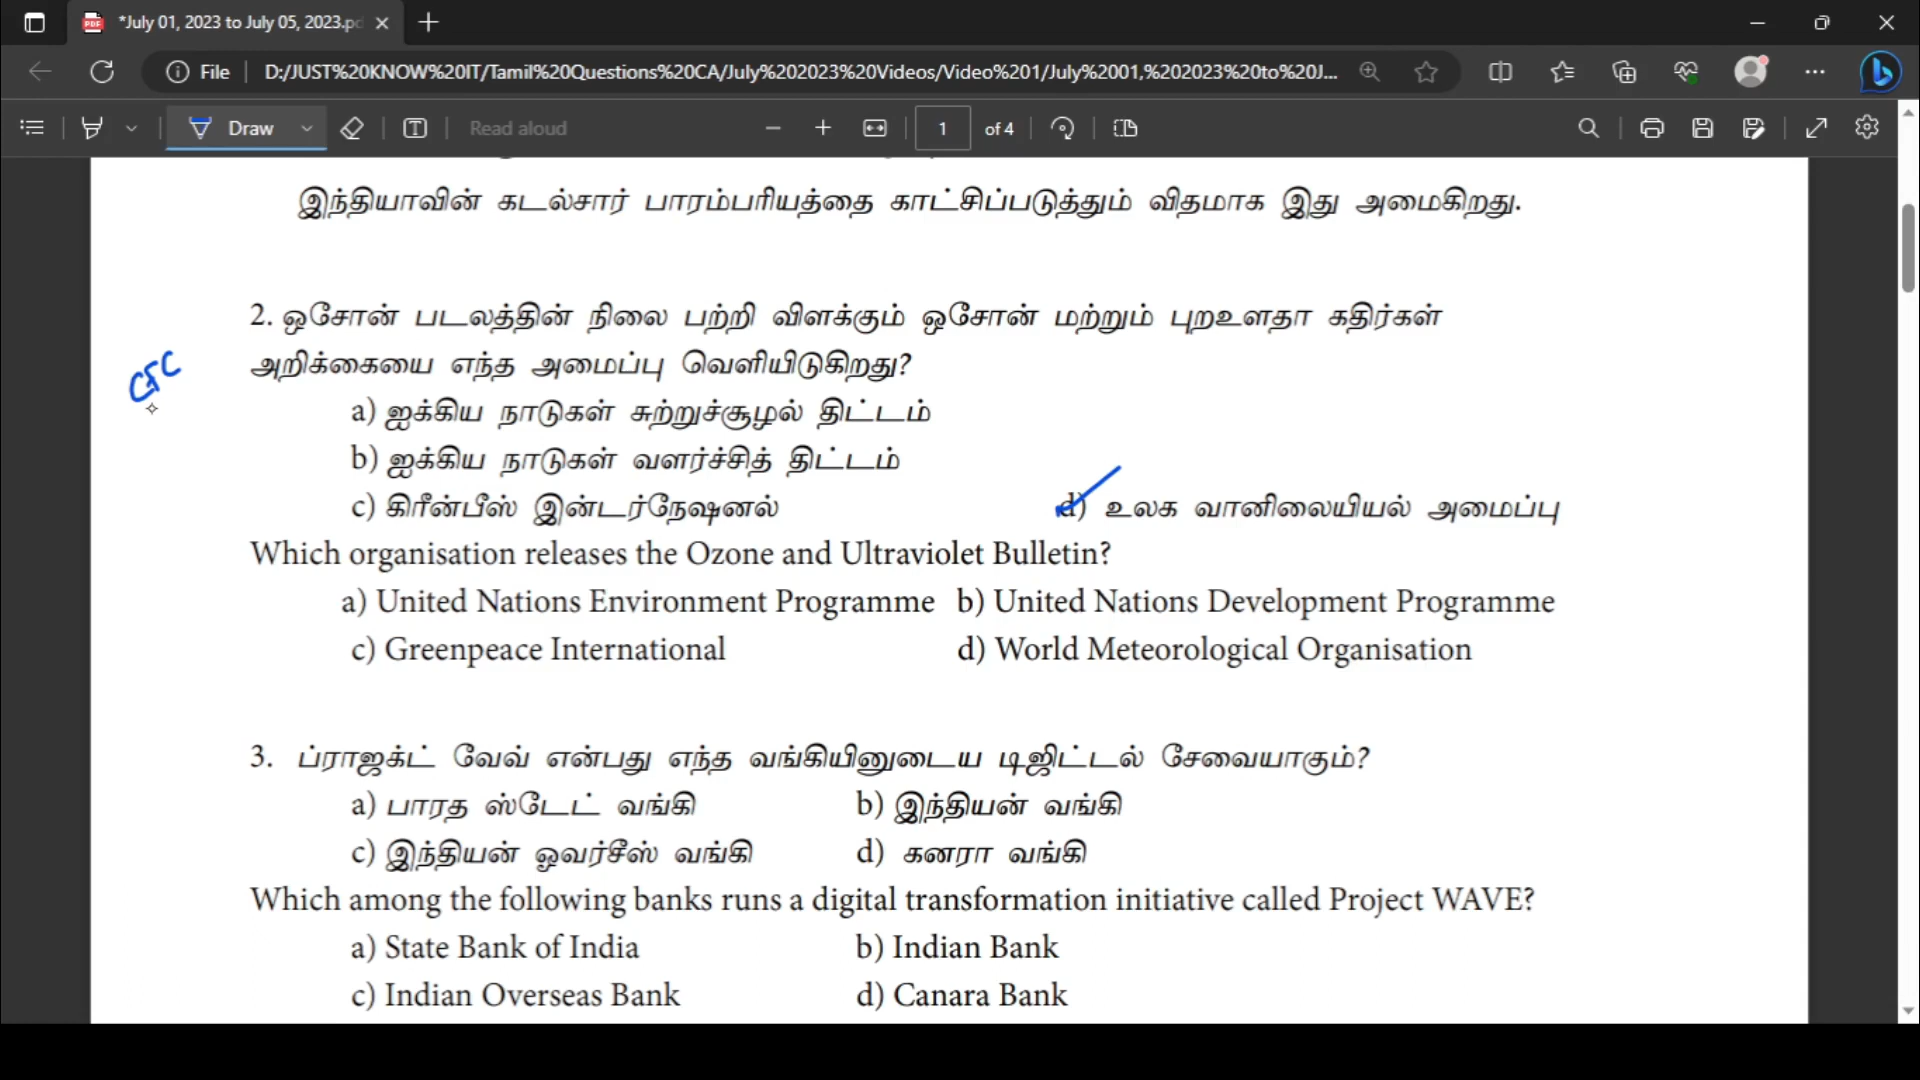 *July 01, 2023 to July 05, 2023.pd
File D:/JUST%20KNOW%20IT/Tamil%20Questions%20CA/July%202023%20Videos/Video%201/July%2001,%202023%20to%20J...
Draw Read aloud 1 of 4
இந்தியாவின் கடல்சார் பாரம்பரியத்தை காட்சிப்படுத்தும் விதமாக இது அமைகிறது.
2. ஒசோன் படலத்தின் நிலை பற்றி விளக்கும் ஒசோன் மற்றும் புறஉளதா கதிர்கள்
CFC
அறிக்கையை எந்த அமைப்பு வெளியிடுகிறது?
a) ஐக்கிய நாடுகள் சுற்றுச்சூழல் திட்டம்
b) ஐக்கிய நாடுகள் வளர்ச்சித் திட்டம்
c) கிரீன்பீஸ் இன்டர்நேஷனல் d) உலக வானிலையியல் அமைப்பு
Which organisation releases the Ozone and Ultraviolet Bulletin?
a) United Nations Environment Programme b) United Nations Development Programme
c) Greenpeace International d) World Meteorological Organisation
3. ப்ராஜக்ட் வேவ் என்பது எந்த வங்கியினுடைய டிஜிட்டல் சேவையாகும்?
a) பாரத ஸ்டேட் வங்கி b) இந்தியன் வங்கி
c) இந்தியன் ஓவர்சீஸ் வங்கி d) கனரா வங்கி
Which among the following banks runs a digital transformation initiative called Project WAVE?
a) State Bank of India b) Indian Bank
c) Indian Overseas Bank d) Canara Bank